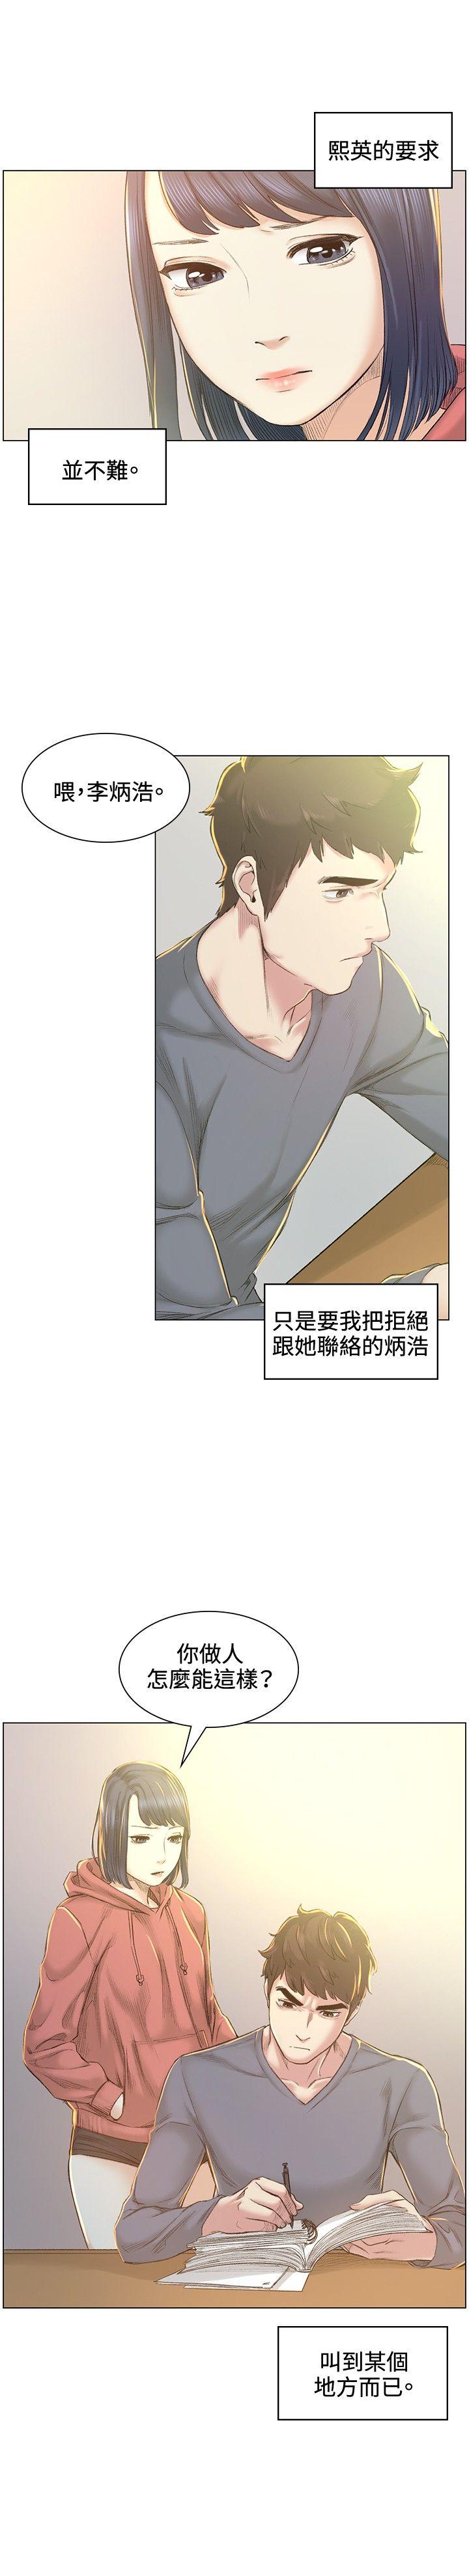 熙英的要求
並不難。
喂，李炳浩。
只是要我把拒絕
跟她聯絡的炳浩
你做人
怎麼能這樣？
叫到某個
地方而已。